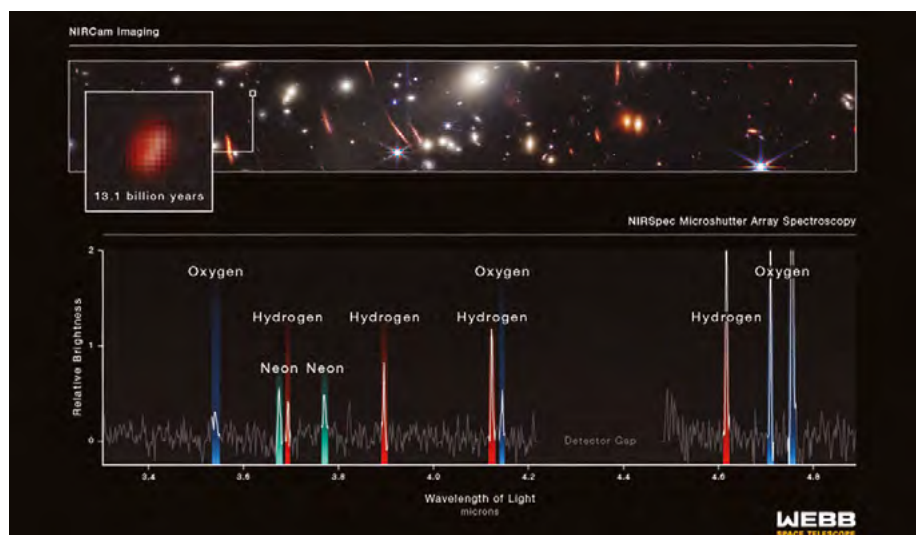 NIRCam Imaging
13.1 billion years
NIRSpec Microshutter Array Spectroscopy
2
Oxygen
Oxygen
Oxygen
Hydrogen
Hydrogen
Hydrogen
Hydrogen
1
Neon
Neon
Relative Brightness
0
Detector Gap
3.4 3.6 3.8 4.0 4.2 4.4 4.6 4.8
Wavelength of Light
microns
WEBB
SPACE TELESCOPE